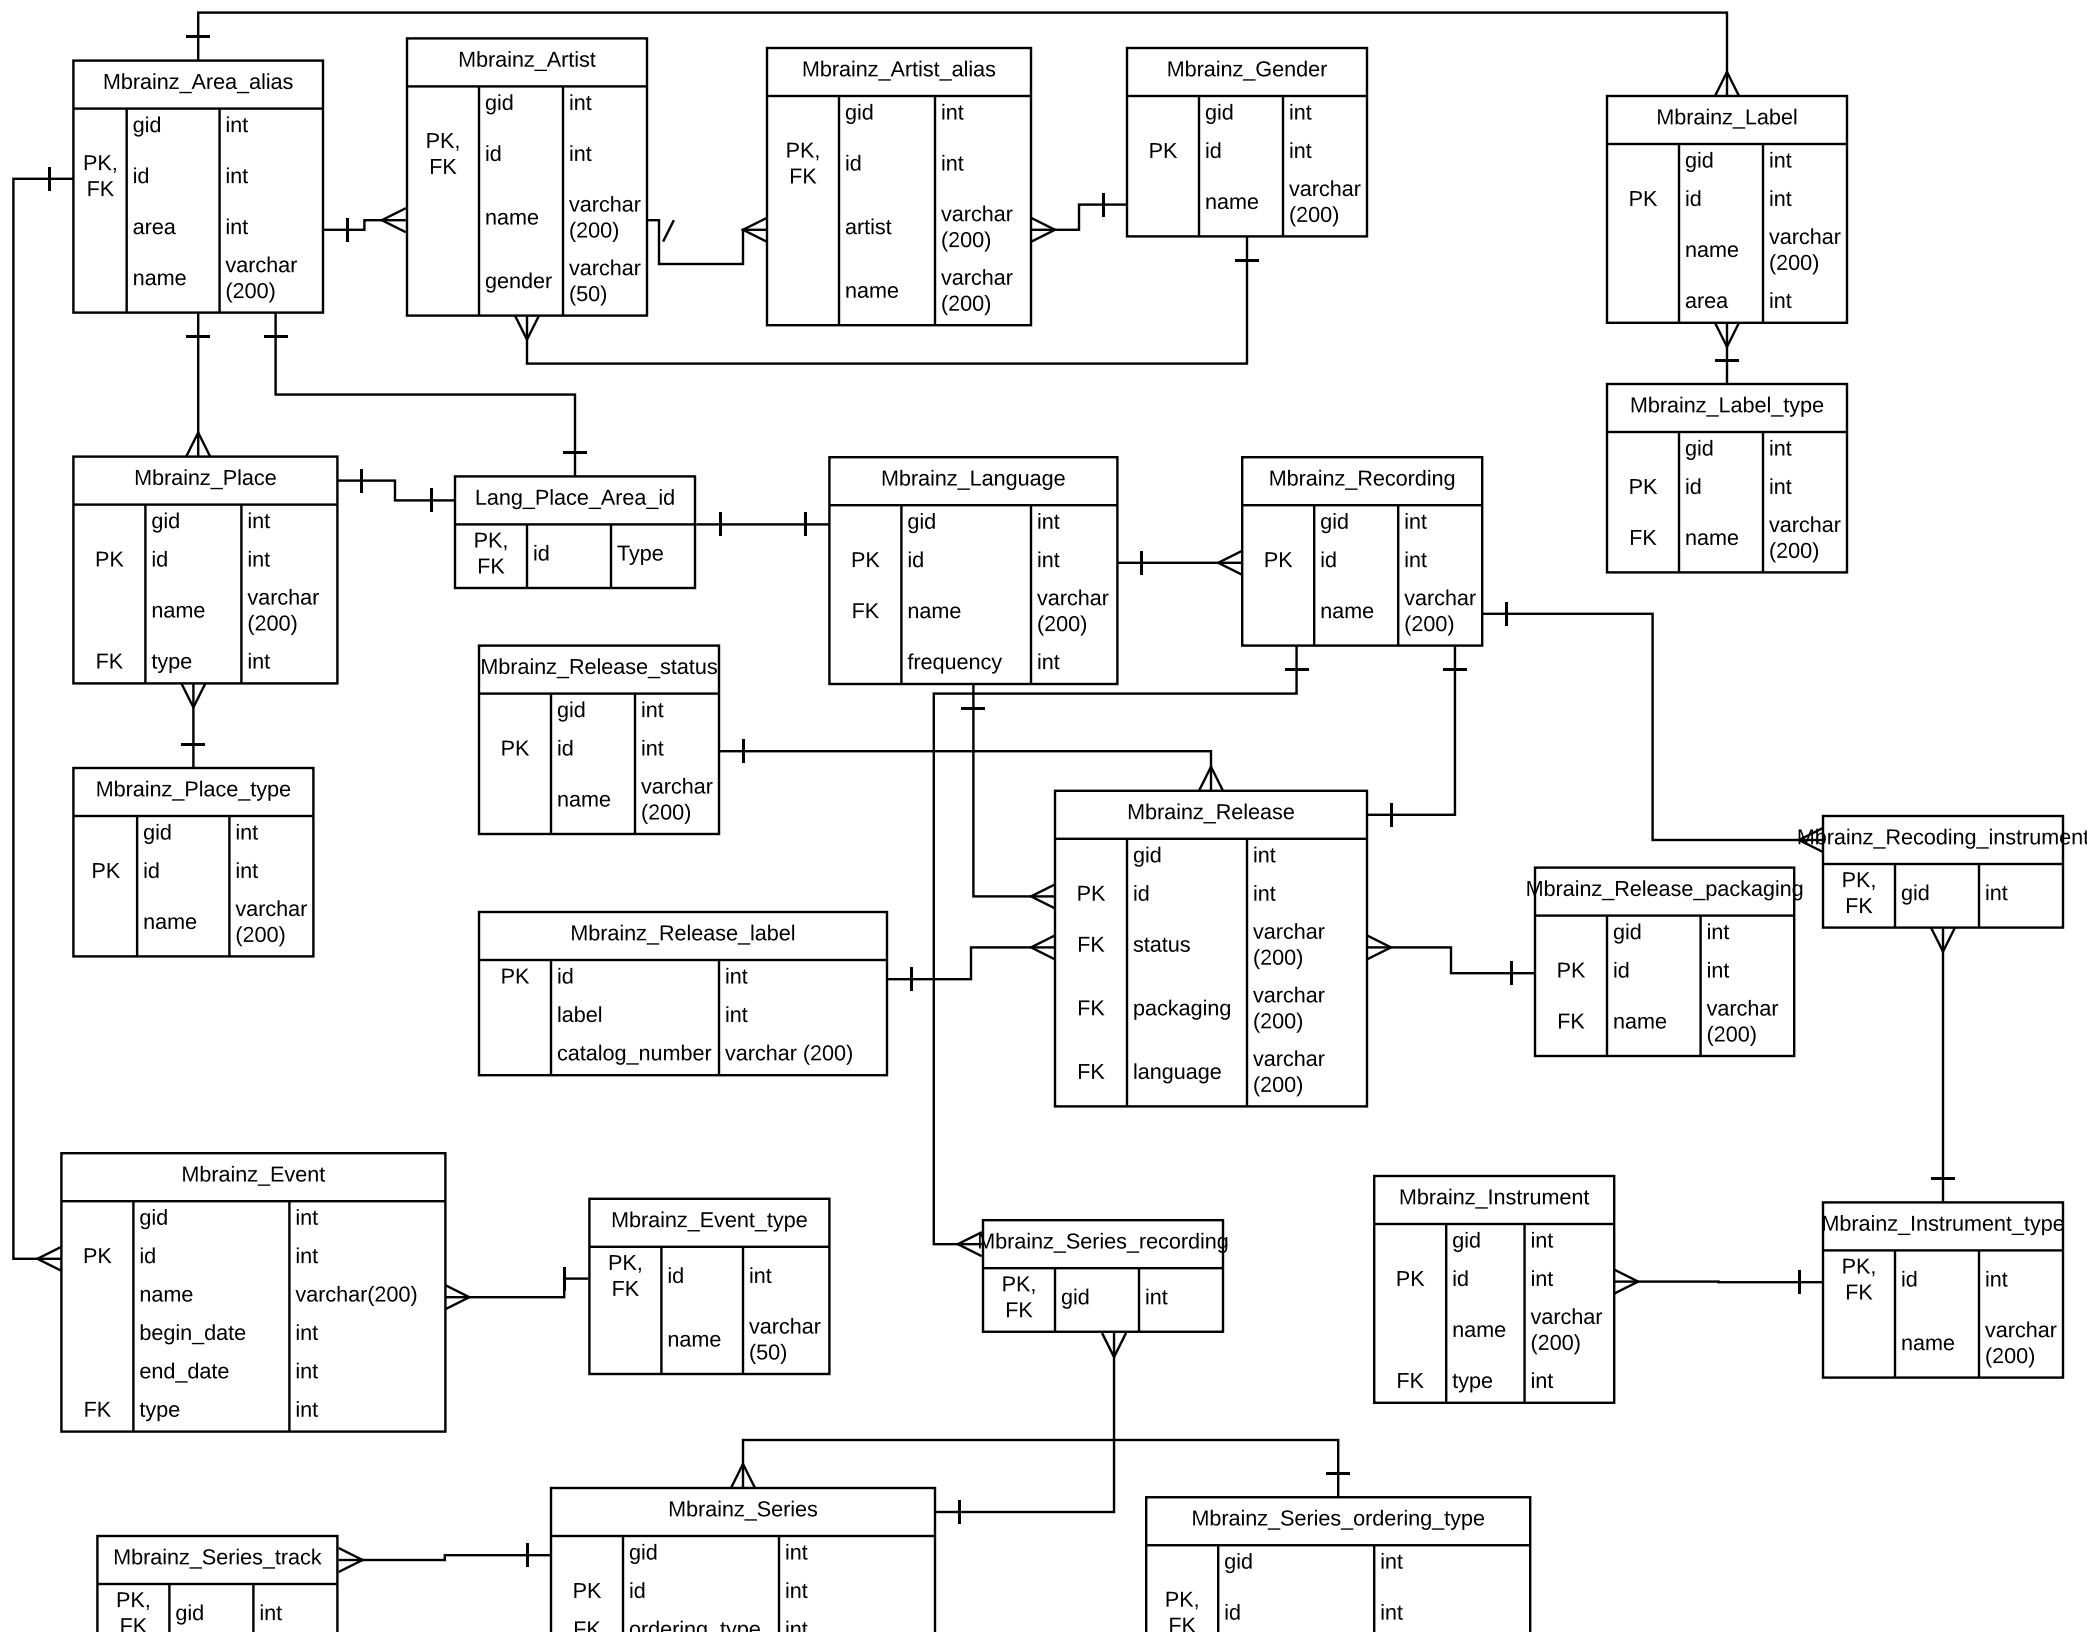 Mbrainz_Area_alias
gid int
PK,
FK
id int
area int
name varchar
(200)
Mbrainz_Artist
gid int
PK,
FK
id int
name varchar
(200)
gender varchar
(50)
Mbrainz_Artist_alias
gid int
PK,
FK
id int
artist varchar
(200)
name varchar
(200)
Mbrainz_Gender
gid int
PK id int
name varchar
(200)
Mbrainz_Label
gid int
PK id int
name varchar
(200)
area int
Mbrainz_Label_type
gid int
PK id int
FK name varchar
(200)
Mbrainz_Place
gid int
PK id int
name varchar
(200)
FK type int
Lang_Place_Area_id
PK,
FK
id Type
Mbrainz_Language
gid int
PK id int
FK name varchar
(200)
frequency int
Mbrainz_Recording
gid int
PK id int
name varchar
(200)
Mbrainz_Release_status
gid int
PK id int
name varchar
(200)
Mbrainz_Place_type
gid int
PK id int
name varchar
(200)
Mbrainz_Release
gid int
PK id int
FK status varchar
(200)
FK packaging varchar
(200)
FK language varchar
(200)
Mbrainz_Recoding_instrument
PK,
FK
gid int
Mbrainz_Release_packaging
gid int
PK id int
FK name varchar
(200)
Mbrainz_Release_label
PK id int
label int
catalog_number varchar (200)
Mbrainz_Event
gid int
PK id int
name varchar(200)
begin_date int
end_date int
FK type int
Mbrainz_Event_type
PK,
FK
id int
name varchar
(50)
Mbrainz_Series_recording
PK,
FK
gid int
Mbrainz_Instrument
gid int
PK id int
name varchar
(200)
FK type int
Mbrainz_Instrument_type
PK,
FK
id int
name varchar
(200)
Mbrainz_Series
gid int
PK id int
FK ordering_type int
Mbrainz_Series_ordering_type
gid int
PK,
FK
id int
Mbrainz_Series_track
PK,
FK
gid int